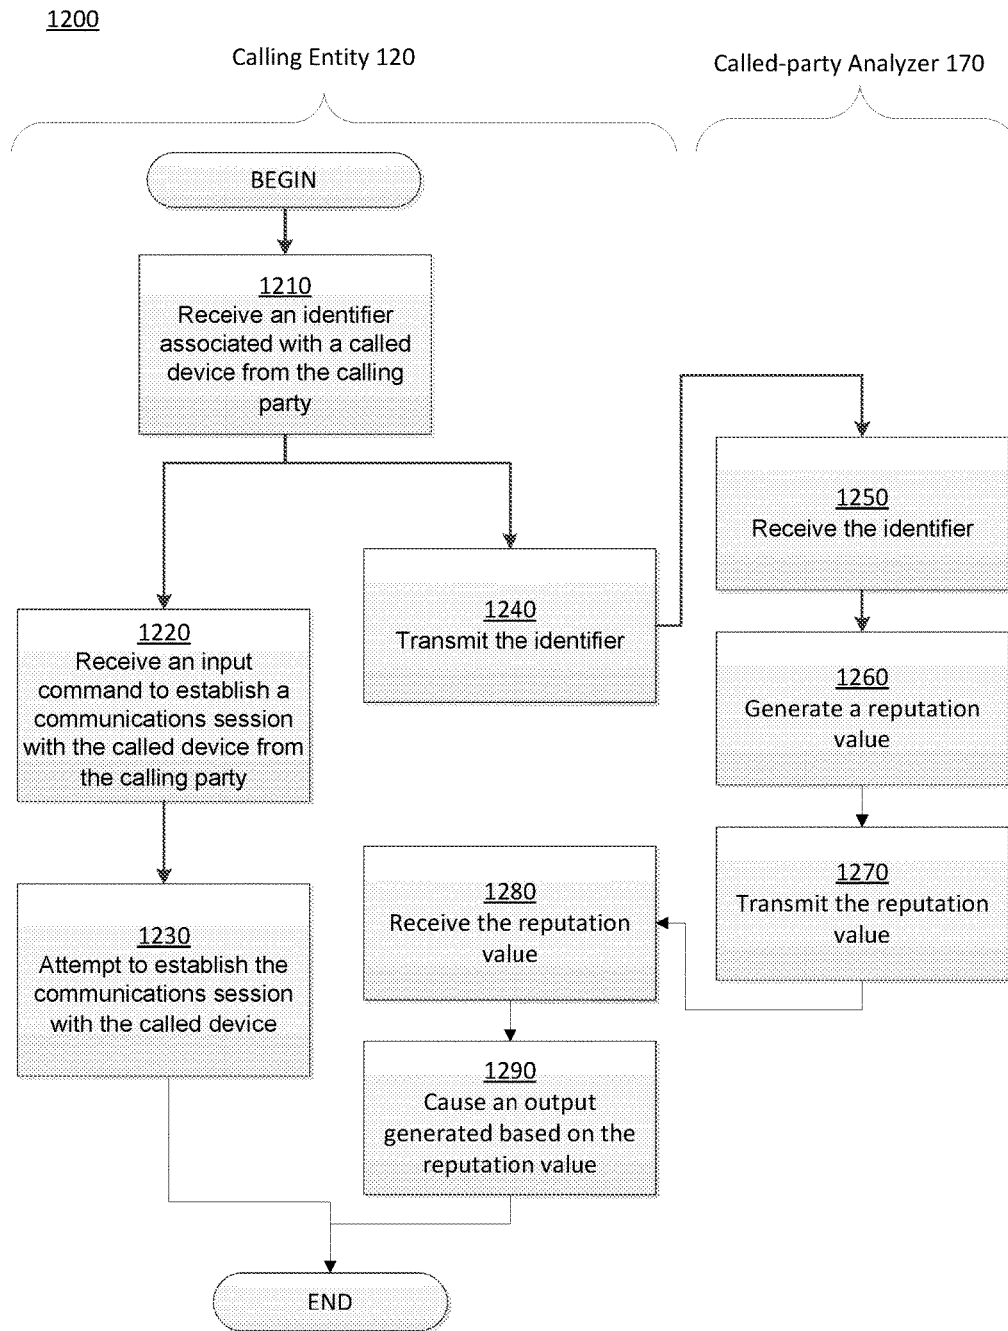 1200
Calling Entity 120
Called-party Analyzer 170
BEGIN
1210
Receive an identifier
associated with a called
device from the calling
party
1220
Receive an input
command to establish a
communications session
with the called device from
the calling party
1230
Attempt to establish the
communications session
with the called device
1240
Transmit the identifier
1250
Receive the identifier
1260
Generate a reputation
value
1270
Transmit the reputation
value
1280
Receive the reputation
value
1290
Cause an output
generated based on the
reputation value
END